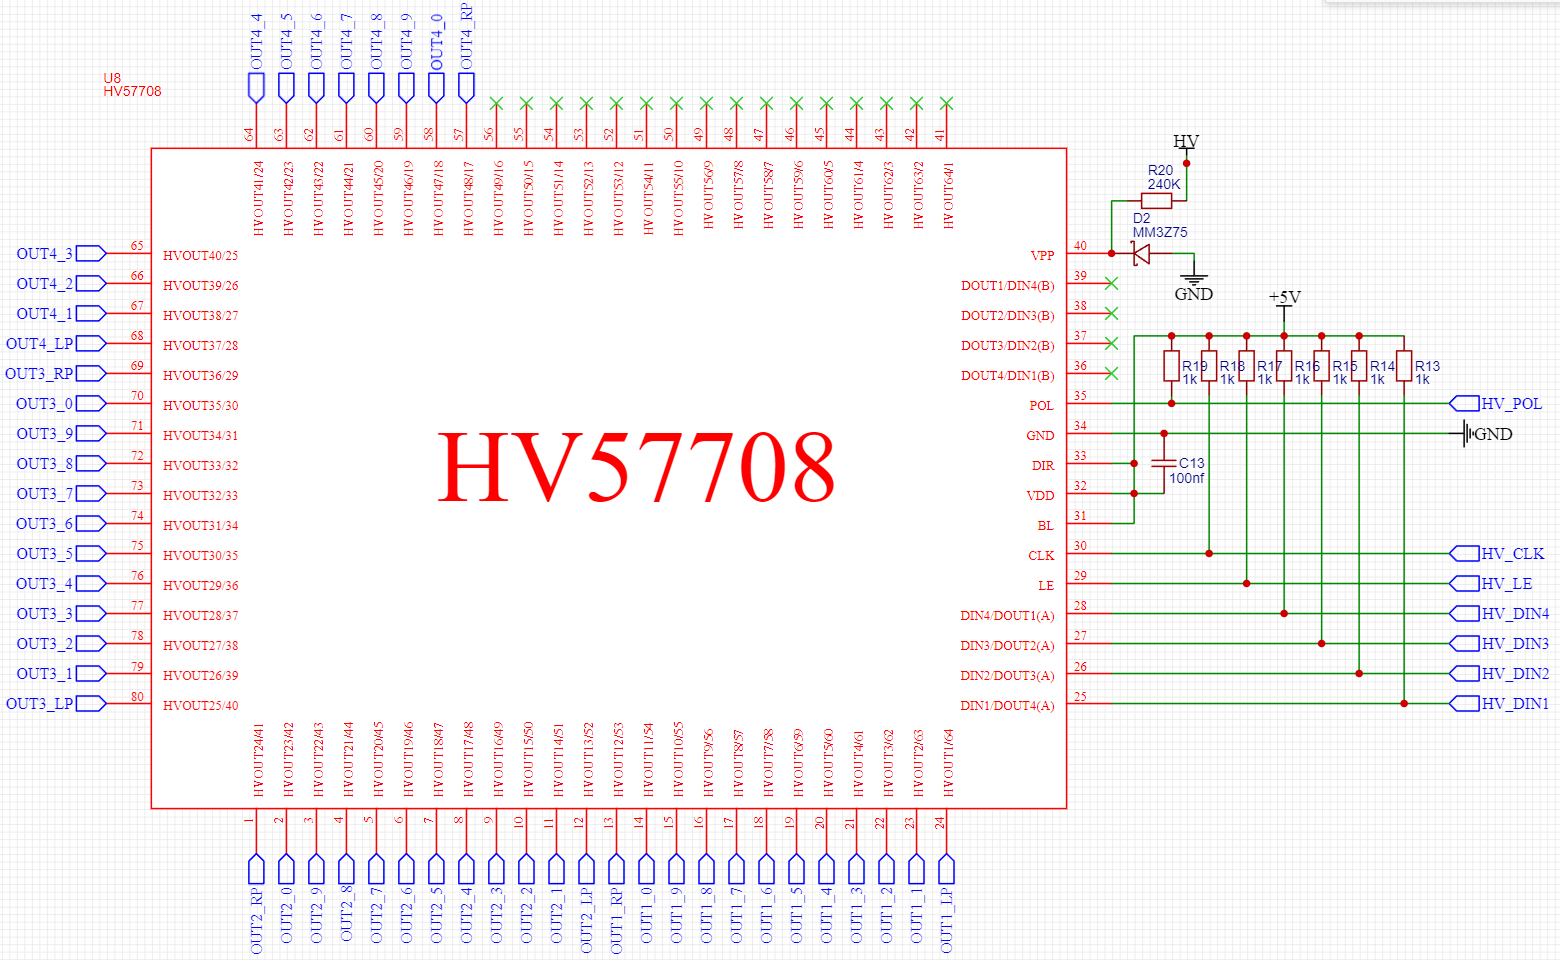 OUT4_4
OUT4_5
OUT4_6
OUT4_7
OUT4_8
OUT4_9
OUT4_0
OUT4_RP
U8
HV57708
64
63
62
61
60
59
58
57
56
55
54
53
52
51
50
49
48
47
46
45
44
43
42
41
HVOUT41/24
HVOUT42/23
HVOUT43/22
HVOUT44/21
HVOUT45/20
HVOUT46/19
HVOUT47/18
HVOUT48/17
HVOUT49/16
HVOUT50/15
HVOUT51/14
HVOUT52/13
HVOUT53/12
HVOUT54/11
HVOUT55/10
HVOUT56/9
HVOUT57/8
HVOUT58/7
HVOUT59/6
HVOUT60/5
HVOUT61/4
HVOUT62/3
HVOUT63/2
HVOUT64/1
OUT4_3 65 HVOUT40/25
OUT4_2 66 HVOUT39/26
OUT4_1 67 HVOUT38/27
OUT4_LP 68 HVOUT37/28
OUT3_RP 69 HVOUT36/29
OUT3_0 70 HVOUT35/30
OUT3_9 71 HVOUT34/31
OUT3_8 72 HVOUT33/32
OUT3_7 73 HVOUT32/33
OUT3_6 74 HVOUT31/34
OUT3_5 75 HVOUT30/35
OUT3_4 76 HVOUT29/36
OUT3_3 77 HVOUT28/37
OUT3_2 78 HVOUT27/38
OUT3_1 79 HVOUT26/39
OUT3_LP 80 HVOUT25/40
HV57708
VPP 40
DOUT1/DIN4(B) 39
DOUT2/DIN3(B) 38
DOUT3/DIN2(B) 37
DOUT4/DIN1(B) 36
POL 35 HV_POL
GND 34 GND
DIR 33
VDD 32
BL 31
CLK 30 HV_CLK
LE 29 HV_LE
DIN4/DOUT1(A) 28 HV_DIN4
DIN3/DOUT2(A) 27 HV_DIN3
DIN2/DOUT3(A) 26 HV_DIN2
DIN1/DOUT4(A) 25 HV_DIN1
HV
R20
240K
D2
MM3Z75
GND
+5V
R19 R18 R17 R16 R15 R14 R13
1k 1k 1k 1k 1k 1k 1k
C13
100nf
HVOUT24/41
HVOUT23/42
HVOUT22/43
HVOUT21/44
HVOUT20/45
HVOUT19/46
HVOUT18/47
HVOUT17/48
HVOUT16/49
HVOUT15/50
HVOUT14/51
HVOUT13/52
HVOUT12/53
HVOUT11/54
HVOUT10/55
HVOUT9/56
HVOUT8/57
HVOUT7/58
HVOUT6/59
HVOUT5/60
HVOUT4/61
HVOUT3/62
HVOUT2/63
HVOUT1/64
1
2
3
4
5
6
7
8
9
10
11
12
13
14
15
16
17
18
19
20
21
22
23
24
OUT2_RP
OUT2_0
OUT2_9
OUT2_8
OUT2_7
OUT2_6
OUT2_5
OUT2_4
OUT2_3
OUT2_2
OUT2_1
OUT2_LP
OUT1_RP
OUT1_0
OUT1_9
OUT1_8
OUT1_7
OUT1_6
OUT1_5
OUT1_4
OUT1_3
OUT1_2
OUT1_1
OUT1_LP